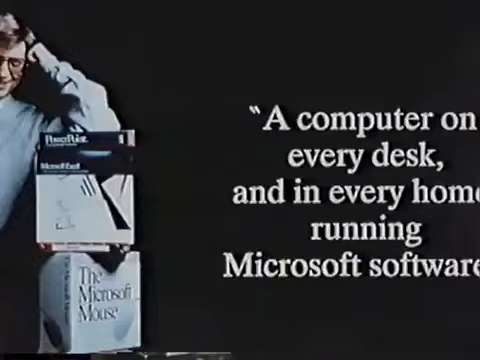 PowerPoint
Microsoft Excel
The
Microsoft
Mouse
"A computer on
every desk,
and in every home
running
Microsoft software